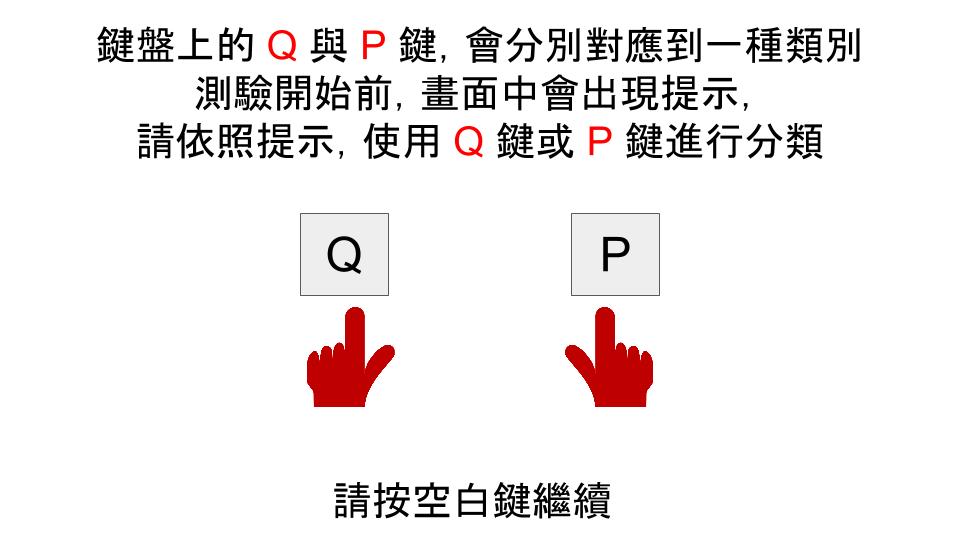 鍵盤上的 Q 與 P 鍵, 會分別對應到一種類別
測驗開始前, 畫面中會出現提示,
請依照提示, 使用 Q 鍵或 P 鍵進行分類
Q
P
請按空白鍵繼續